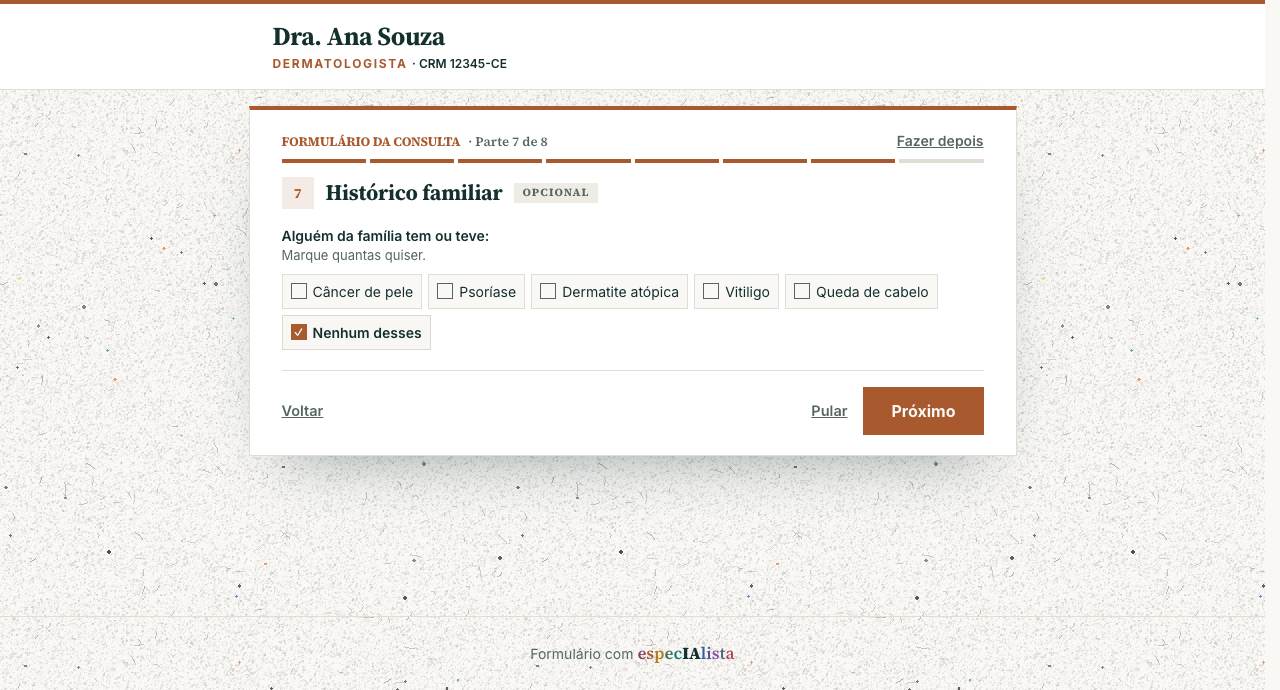 Dra. Ana Souza
DERMATOLOGISTA · CRM 12345-CE
FORMULÁRIO DA CONSULTA · Parte 7 de 8
Fazer depois
7 Histórico familiar OPCIONAL
Alguém da família tem ou teve:
Marque quantas quiser.
Câncer de pele Psoríase Dermatite atópica Vitiligo Queda de cabelo
Nenhum desses
Voltar Pular Próximo
Formulário com especIAlista